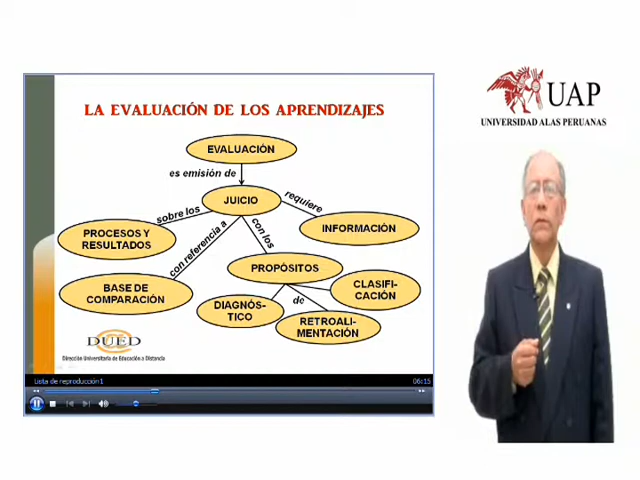 LA EVALUACIÓN DE LOS APRENDIZAJES
EVALUACIÓN
es emisión de
JUICIO
requiere
sobre los
con los
con referencia a
INFORMACIÓN
PROCESOS Y
RESULTADOS
PROPÓSITOS
BASE DE
COMPARACIÓN
CLASIFI-
CACIÓN
DIAGNÓS-
TICO
de
RETROALI-
MENTACIÓN
DUED
Dirección Universitaria de Educación a Distancia
Lista de reproducción1
06:15
UAP
UNIVERSIDAD ALAS PERUANAS